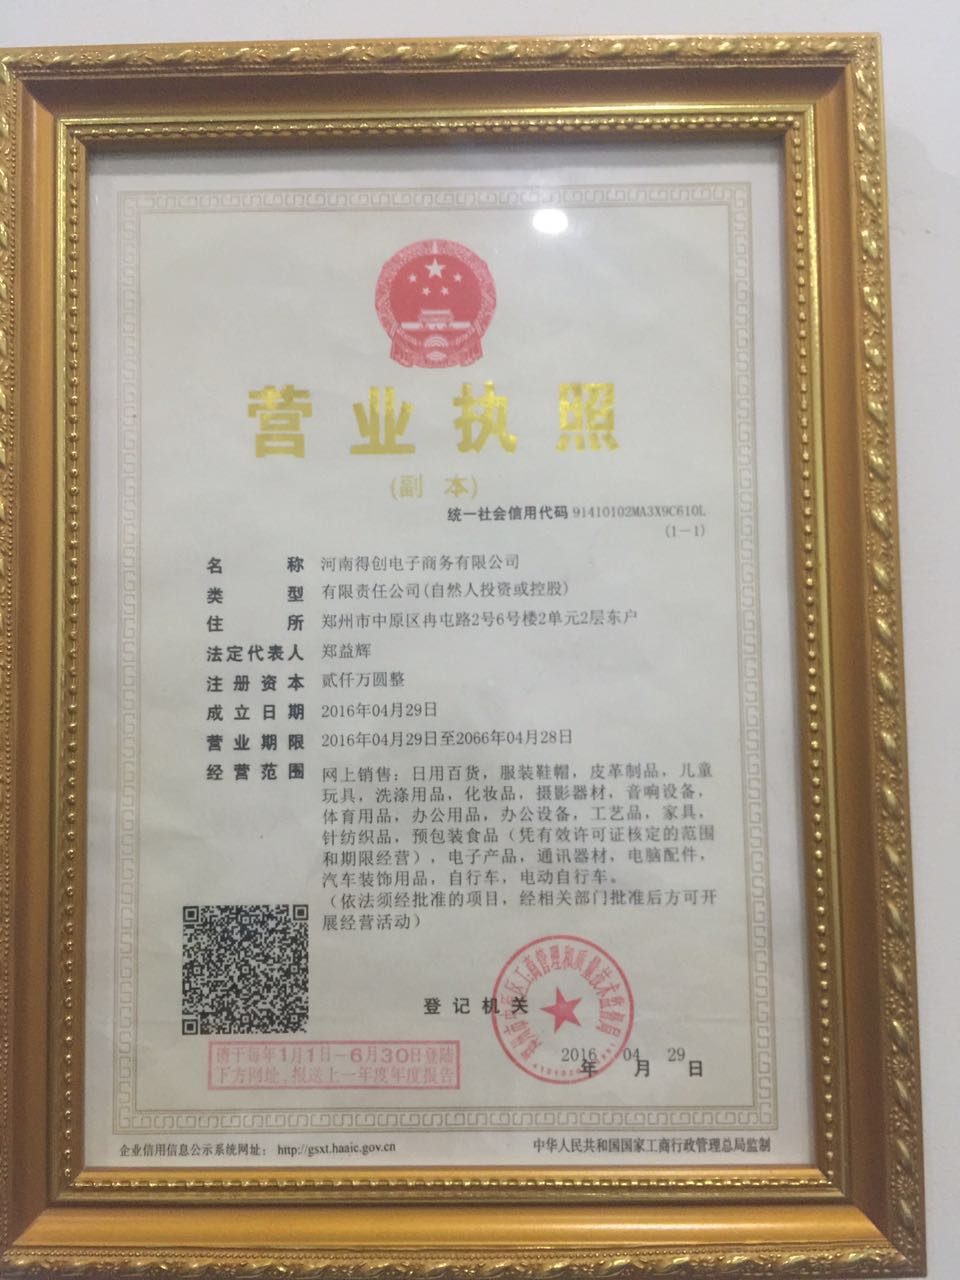 营业执照
(副 本)
统一社会信用代码 91410102MA3X9C610L
(1-1)
名 称 河南得创电子商务有限公司
类 型 有限责任公司(自然人投资或控股)
住 所 郑州市中原区冉屯路2号6号楼2单元2层东户
法定代表人 郑益辉
注册资本 贰仟万圆整
成立日期 2016年04月29日
营业期限 2016年04月29日至2066年04月28日
经营范围 网上销售：日用百货，服装鞋帽，皮革制品，儿童
玩具，洗涤用品，化妆品，摄影器材，音响设备，
体育用品，办公用品，办公设备，工艺品，家具，
针纺织品，预包装食品（凭有效许可证核定的范围
和期限经营），电子产品，通讯器材，电脑配件，
汽车装饰用品，自行车，电动自行车。
（依法须经批准的项目，经相关部门批准后方可开
展经营活动）
登记机关
2016年04月29日
请于每年1月1日-6月30日登陆
下方网址，报送上一年度年度报告
企业信用信息公示系统网址： http://gsxt.haaic.gov.cn
中华人民共和国国家工商行政管理总局监制